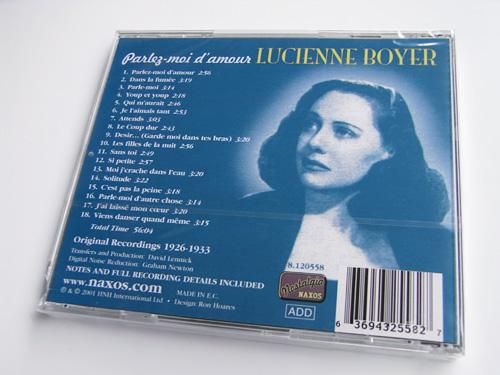 Parlez-moi d'amour LUCIENNE BOYER
1. Parlez-moi d'amour 2:56
2. Dans la fumée 3:19
3. Parle-moi 3:14
4. Youp et youp 2:18
5. Qui m'aurait 2:46
6. Je t'aimais tant 2:53
7. Attends 3:03
8. Le Coup dur 2:43
9. Desir... (Garde moi dans tes bras) 3:20
10. Les filles de la nuit 2:56
11. Sans toi 2:49
12. Si petite 2:57
13. Moi j'crache dans l'eau 3:20
14. Solitude 3:22
15. C'est pas la peine 3:18
16. Parle-moi d'autre chose 3:14
17. J'ai laissé mon cœur 3:20
18. Viens danser quand même 3:15
Total Time 56:04
Original Recordings 1926-1933
Transfers and Production: David Lennick
Digital Noise Reduction: Graham Newton
NOTES AND FULL RECORDING DETAILS INCLUDED
www.naxos.com MADE IN E.C.
℗ & © 2001 HNH International Ltd. • Design Ron Hoares
8.120558
Nostalgia
NAXOS
ADD
6 36943 25582 7